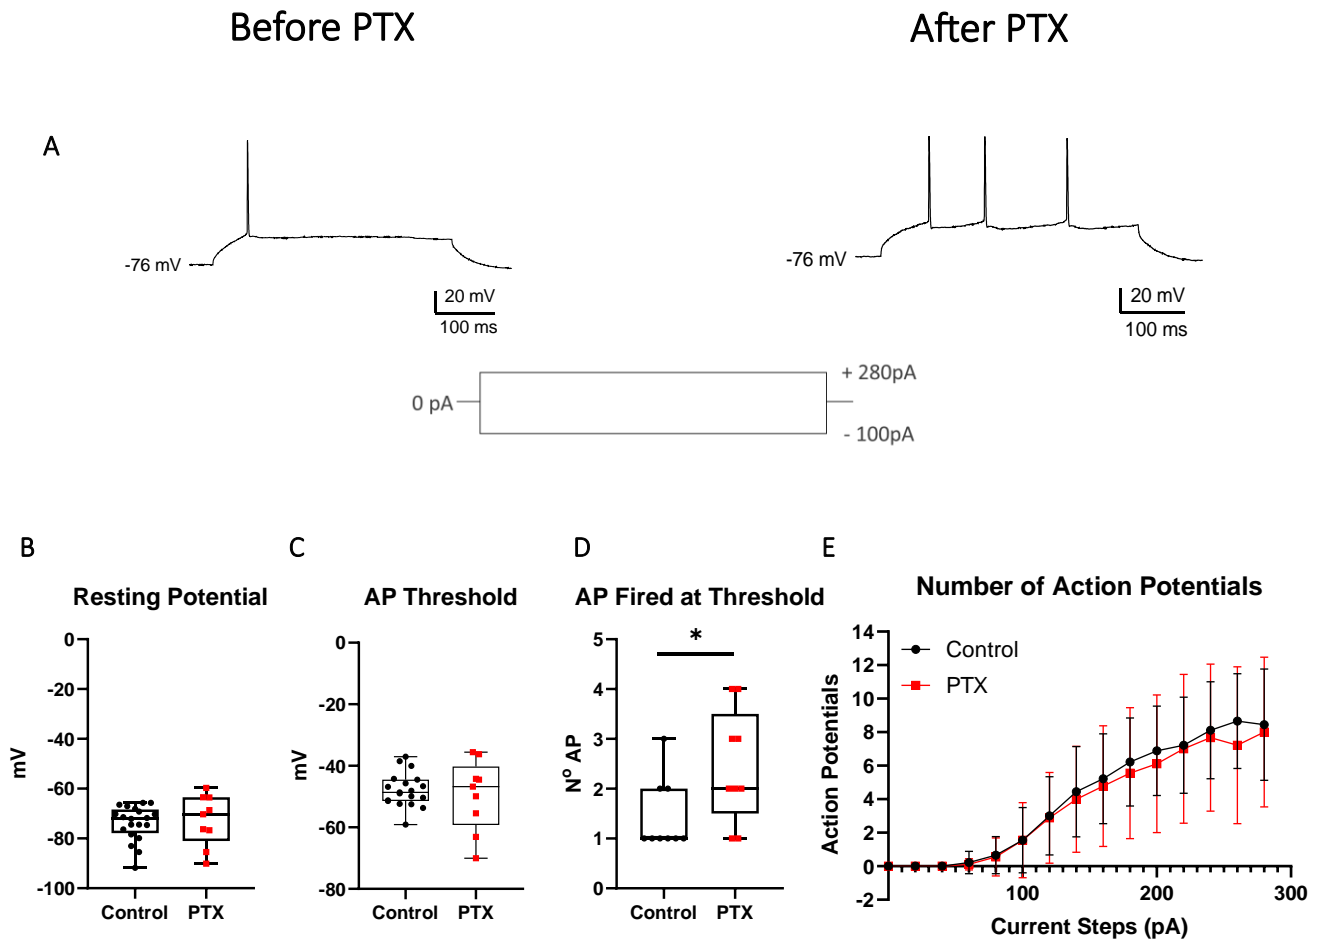 Before PTX
After PTX
A
-76 mV
20 mV
100 ms
-76 mV
20 mV
100 ms
0 pA
+ 280pA
- 100pA
B
C
D
E
Resting Potential
mV
0
-20
-40
-60
-80
-100
Control
PTX
AP Threshold
mV
0
-20
-40
-60
-80
Control
PTX
AP Fired at Threshold
*
Nº AP
5
4
3
2
1
0
Control
PTX
Number of Action Potentials
Action Potentials
14
12
10
8
6
4
2
0
-2
Control
PTX
100
200
300
Current Steps (pA)